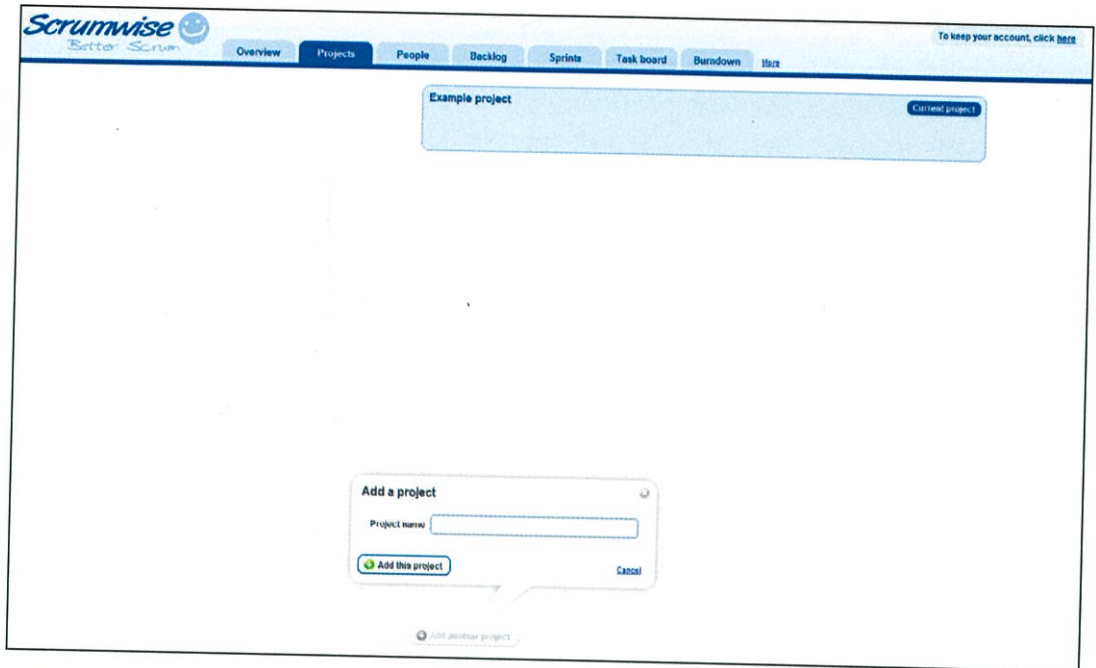 Scrumwise
Better Scrum
To keep your account, click here
Overview Projects People Backlog Sprints Task board Burndown More
Example project
Current project
Add a project
Project name
Add this project
Cancel
Add another project